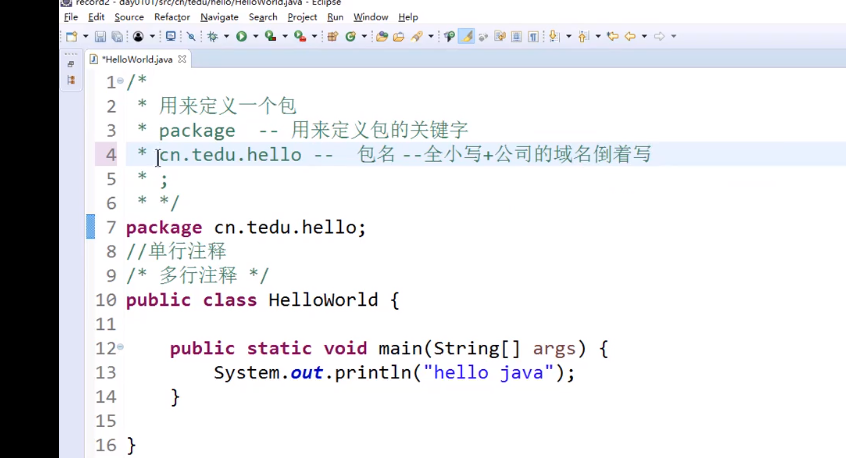 record2 - day0101/src/cn/tedu/hello/HelloWorld.java - Eclipse
File Edit Source Refactor Navigate Search Project Run Window Help
*HelloWorld.java
1 /*
2 * 用来定义一个包
3 * package -- 用来定义包的关键字
4 * cn.tedu.hello -- 包名 --全小写+公司的域名倒着写
5 * ;
6 * */
7 package cn.tedu.hello;
8 //单行注释
9 /* 多行注释 */
10 public class HelloWorld {
11
12 public static void main(String[] args) {
13 System.out.println("hello java");
14 }
15
16 }